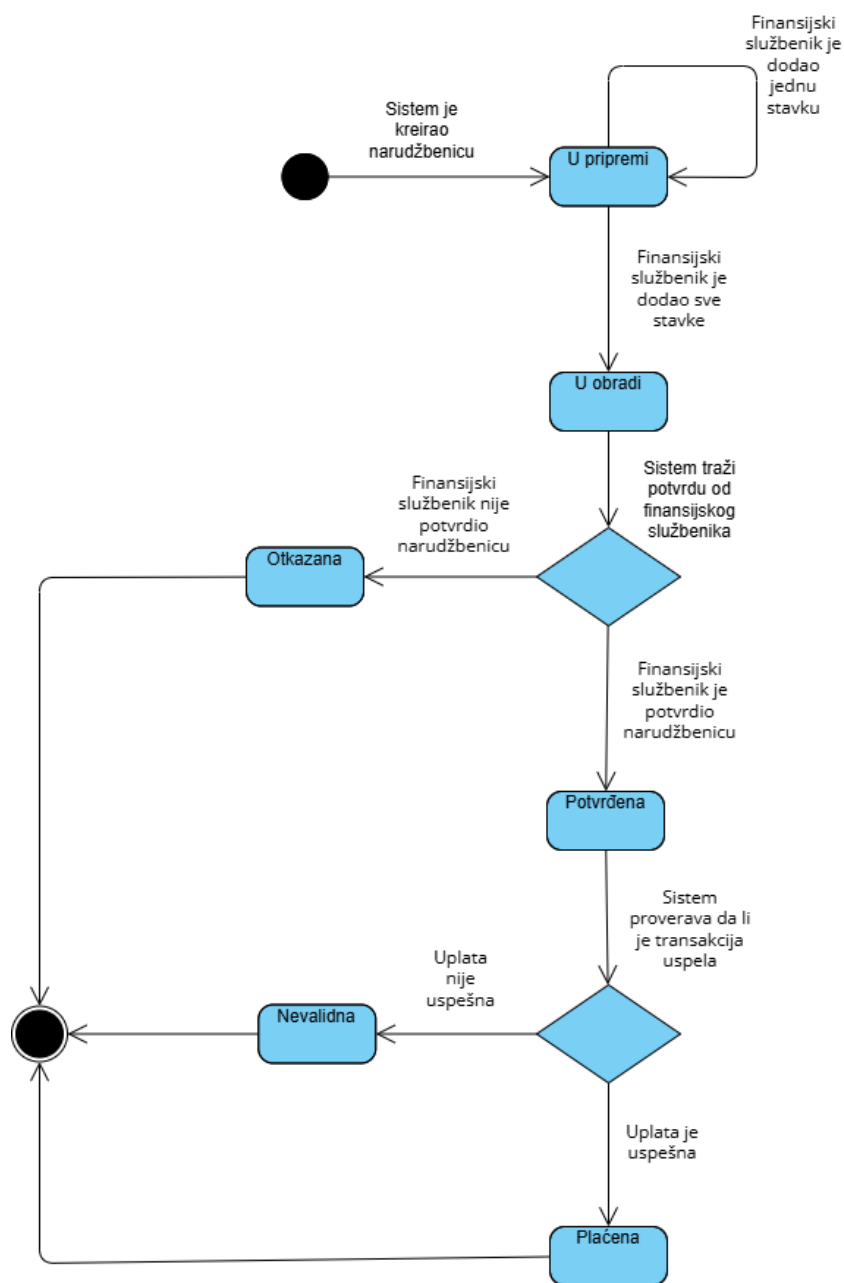 Finansijski
službenik je
dodao
jednu
stavku
Sistem je
kreirao
narudžbenicu
U pripremi
Finansijski
službenik je
dodao sve
stavke
U obradi
Sistem traži
potvrdu od
finansijskog
službenika
Finansijski
službenik nije
potvrdio
narudžbenicu
Otkazana
Finansijski
službenik je
potvrdio
narudžbenicu
Potvrđena
Sistem
proverava da li
je transakcija
uspela
Uplata
nije
uspešna
Nevalidna
Uplata je
uspešna
Plaćena